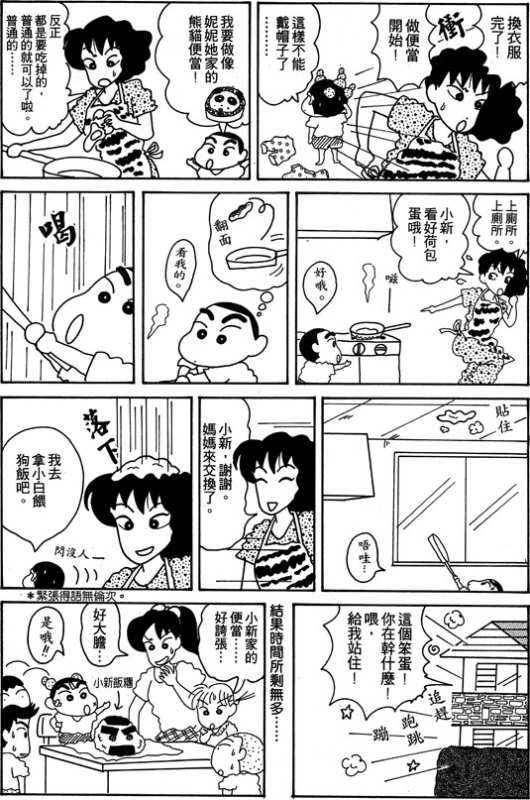 換衣服
完了!
衝
做便當
開始!
這樣不能
戴帽子了
我要做像
妮妮她家的
熊貓便當!
反正
都是要吃掉的,
普通的就可以了啦。
普通的⋯⋯
上廁所。
上廁所。
小新,
看好荷包
蛋哦!
好哦。
嗞
翻面
看我的。
喝
貼住
唔哇⋯
小新,謝謝。
媽媽來交換了。
落下
我去
拿小白餵
狗飯吧。
悶沒人
*緊張得語無倫次。
這個笨蛋!
你在幹什麼!
喂,
給我站住!
追趕
跑跳
蹦
結果時間所剩無多⋯⋯
小新家的
便當⋯⋯
好誇張⋯
好大膽⋯
小新飯糰
是哦!!